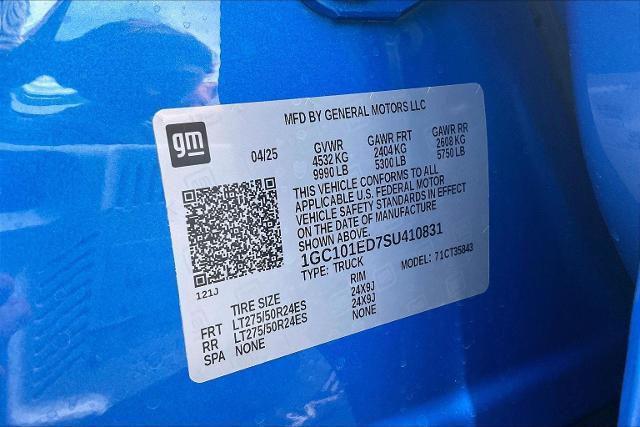 MFD BY GENERAL MOTORS LLC
gm
04/25
GVWR GAWR FRT GAWR RR
4532 KG 2404 KG 2608 KG
9990 LB 5300 LB 5750 LB
THIS VEHICLE CONFORMS TO ALL
APPLICABLE U.S. FEDERAL MOTOR
VEHICLE SAFETY STANDARDS IN EFFECT
ON THE DATE OF MANUFACTURE
SHOWN ABOVE.
1GC101ED7SU410831
TYPE: TRUCK MODEL: 71CT35843
121J
TIRE SIZE RIM
FRT LT275/50R24ES 24X9J
RR LT275/50R24ES 24X9J
SPA NONE NONE